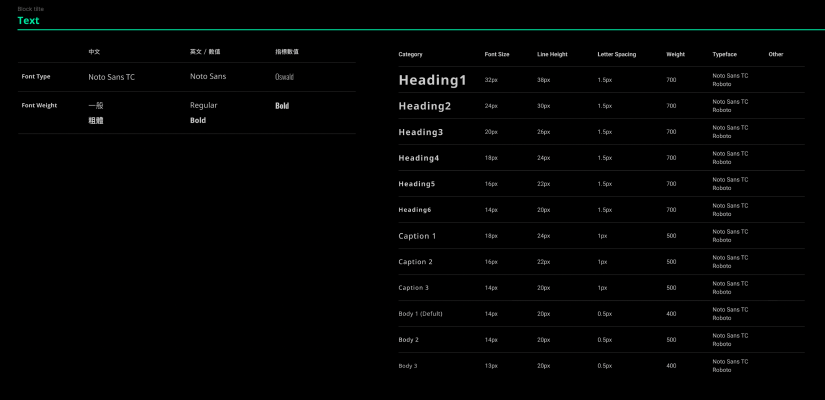 Block title
Text
中文 英文 / 數值 指標數值
Font Type Noto Sans TC Noto Sans Oswald
Font Weight 一般 Regular Bold
粗體 Bold
Category Font Size Line Height Letter Spacing Weight Typeface Other
Heading1 32px 38px 1.5px 700 Noto Sans TC
Roboto
Heading2 24px 30px 1.5px 700 Noto Sans TC
Roboto
Heading3 20px 26px 1.5px 700 Noto Sans TC
Roboto
Heading4 18px 24px 1.5px 700 Noto Sans TC
Roboto
Heading5 16px 22px 1.5px 700 Noto Sans TC
Roboto
Heading6 14px 20px 1.5px 700 Noto Sans TC
Roboto
Caption 1 18px 24px 1px 500 Noto Sans TC
Roboto
Caption 2 16px 22px 1px 500 Noto Sans TC
Roboto
Caption 3 14px 20px 1px 500 Noto Sans TC
Roboto
Body 1 (Defult) 14px 20px 0.5px 400 Noto Sans TC
Roboto
Body 2 14px 20px 0.5px 500 Noto Sans TC
Roboto
Body 3 13px 20px 0.5px 400 Noto Sans TC
Roboto